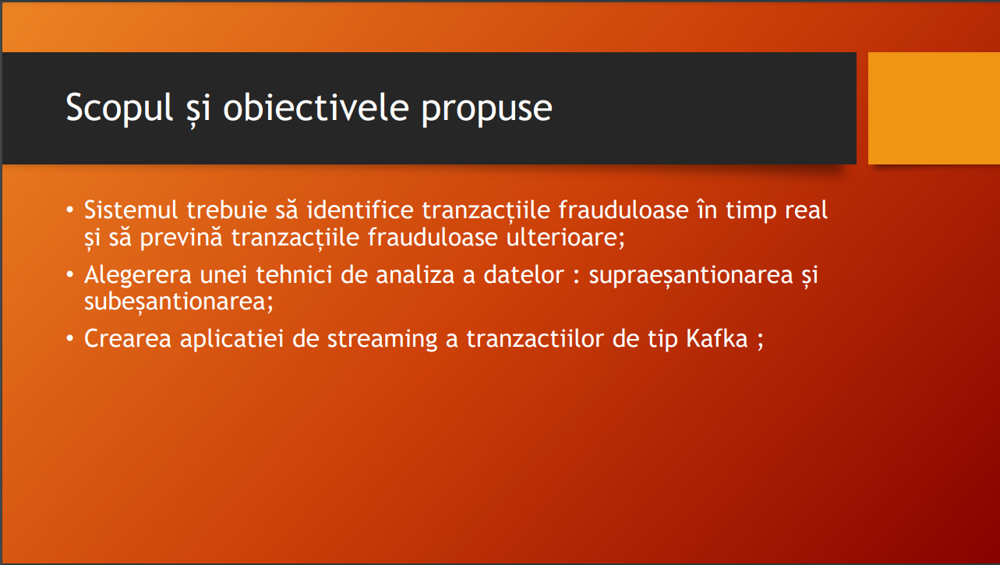 Scopul și obiectivele propuse
• Sistemul trebuie să identifice tranzacțiile frauduloase în timp real
și să prevină tranzacțiile frauduloase ulterioare;
• Alegerera unei tehnici de analiza a datelor : supraeșantionarea și
subeșantionarea;
• Crearea aplicatiei de streaming a tranzactiilor de tip Kafka ;